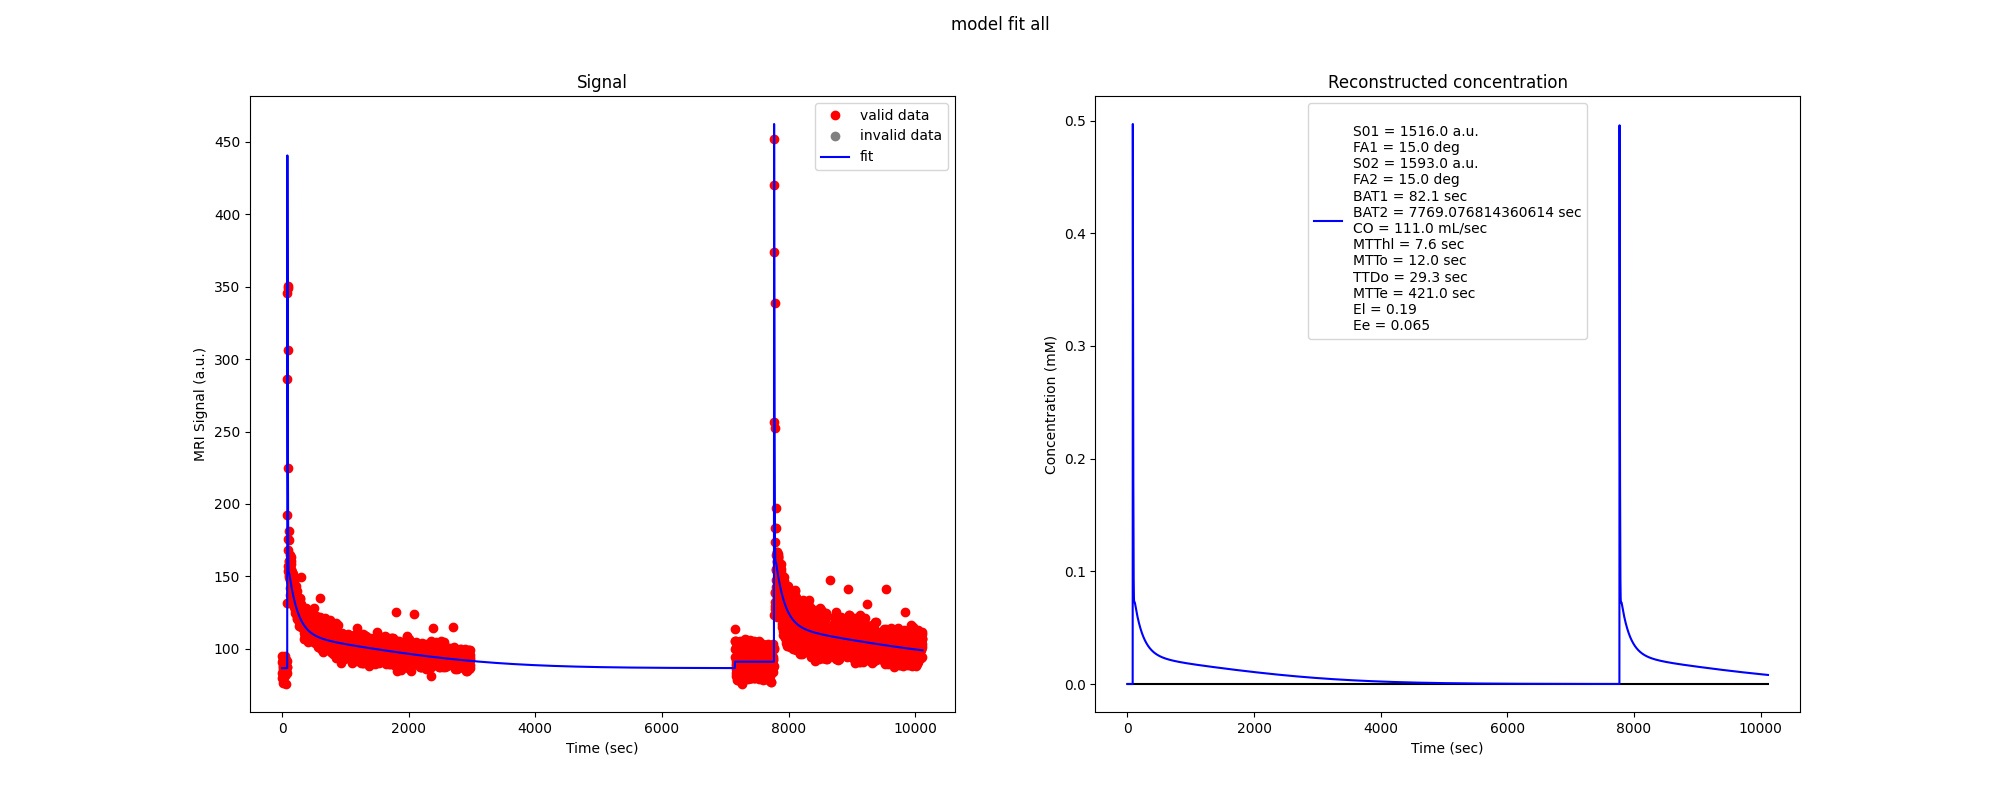 model fit all
Signal
MRI Signal (a.u.)
450
400
350
300
250
200
150
100
0
2000
4000
6000
8000
10000
Time (sec)
valid data
invalid data
fit
Reconstructed concentration
Concentration (mM)
0.5
0.4
0.3
0.2
0.1
0.0
0
2000
4000
6000
8000
10000
Time (sec)
S01 = 1516.0 a.u.
FA1 = 15.0 deg
S02 = 1593.0 a.u.
FA2 = 15.0 deg
BAT1 = 82.1 sec
BAT2 = 7769.076814360614 sec
CO = 111.0 mL/sec
MTThl = 7.6 sec
MTTo = 12.0 sec
TTDo = 29.3 sec
MTTe = 421.0 sec
El = 0.19
Ee = 0.065